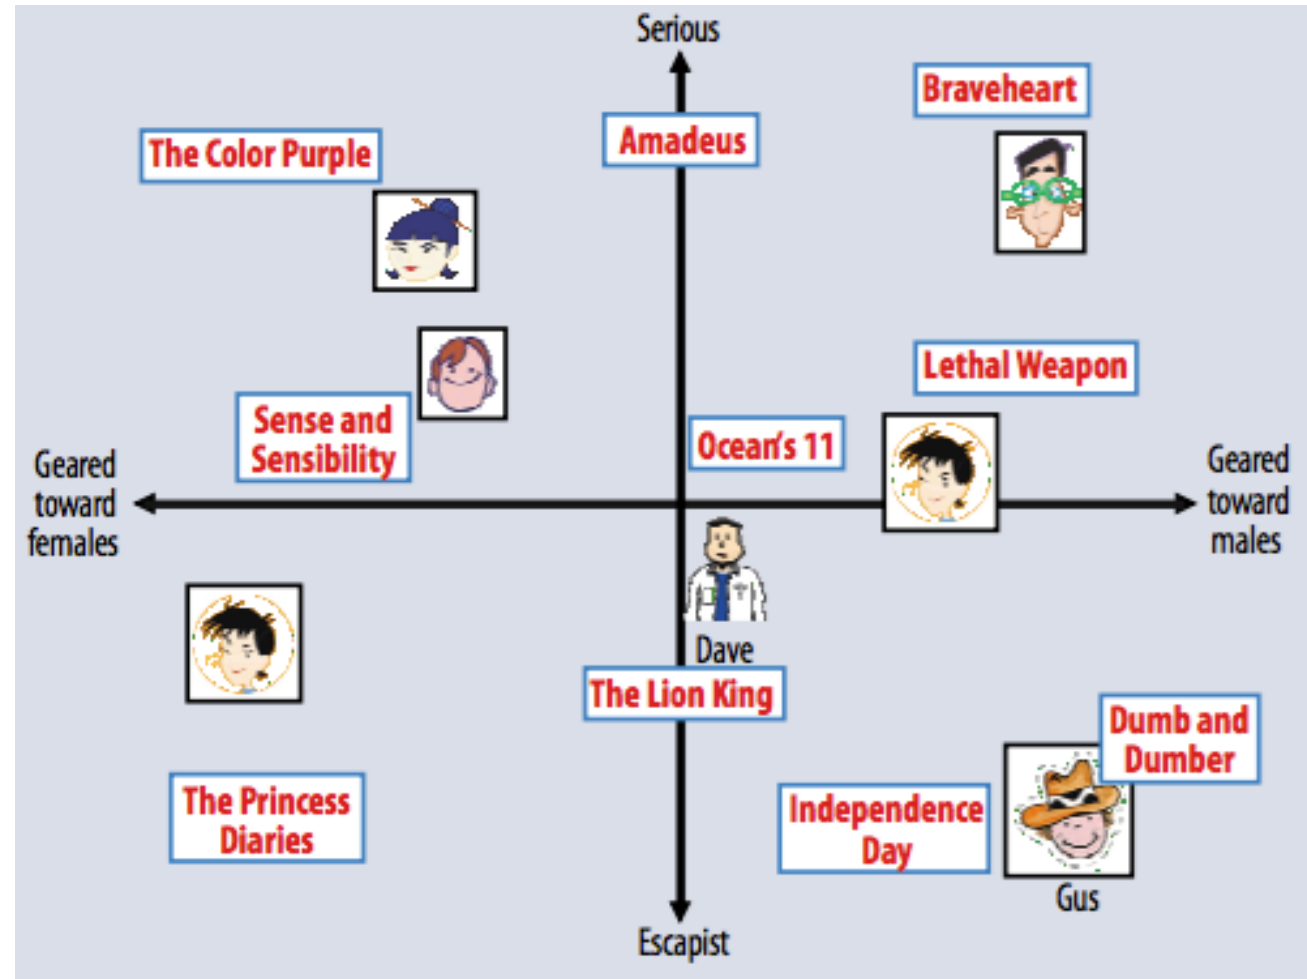 Serious
Braveheart
Amadeus
The Color Purple
Lethal Weapon
Sense and
Sensibility
Ocean's 11
Geared
toward
females
Geared
toward
males
Dave
The Lion King
Dumb and
Dumber
The Princess
Diaries
Independence
Day
Gus
Escapist